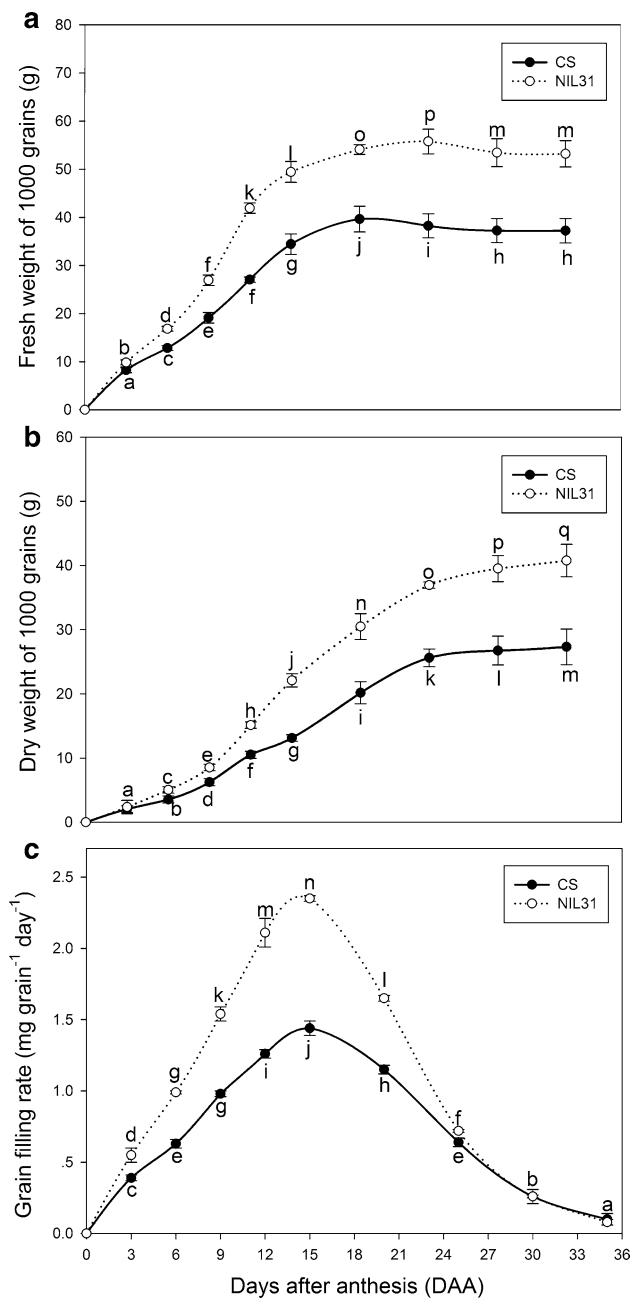 a
Fresh weight of 1000 grains (g)
80
70
60
50
40
30
20
10
0
CS
NIL31
b d f k l o p m m
a c e f g j i h h
b
Dry weight of 1000 grains (g)
60
50
40
30
20
10
0
CS
NIL31
a c e h j n o p q
b d f g i k l m
c
Grain filling rate (mg grain-1 day-1)
2.5
2.0
1.5
1.0
.5
0.0
CS
NIL31
d g k m n l f b a
c e g i j h e
0 3 6 9 12 15 18 21 24 27 30 33 36
Days after anthesis (DAA)